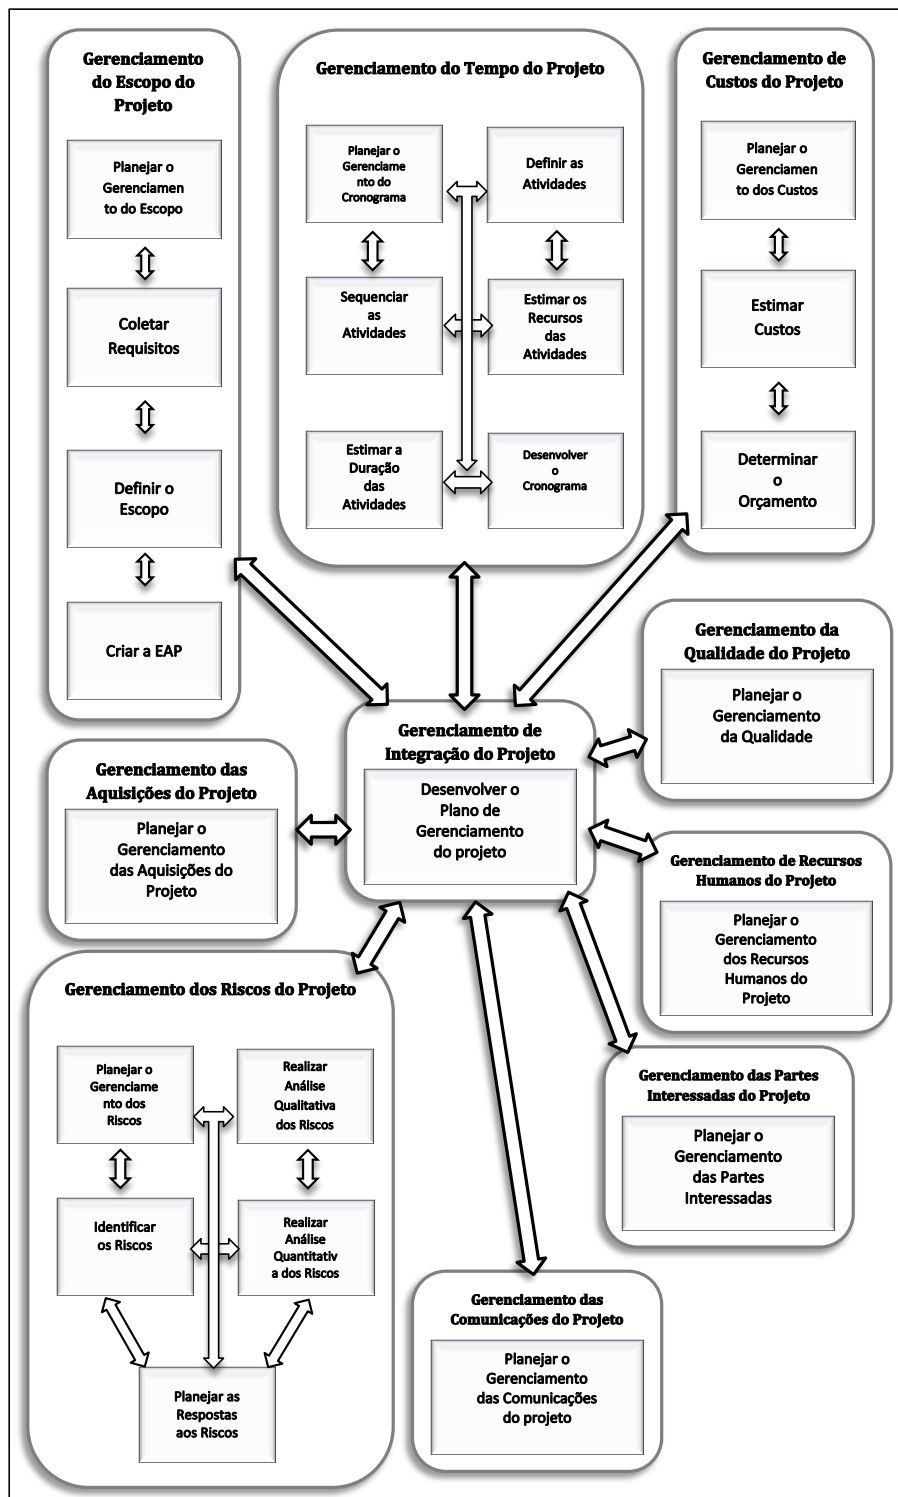 Gerenciamento
do Escopo do
Projeto
Planejar o
Gerenciamen
to do Escopo
Coletar
Requisitos
Definir o
Escopo
Criar a EAP
Gerenciamento do Tempo do Projeto
Planejar o
Gerenciame
nto do
Cronograma
Definir as
Atividades
Sequenciar
as
Atividades
Estimar os
Recursos
das
Atividades
Estimar a
Duração
das
Atividades
Desenvolver
o
Cronograma
Gerenciamento de
Custos do Projeto
Planejar o
Gerenciamen
to dos Custos
Estimar
Custos
Determinar
o
Orçamento
Gerenciamento da
Qualidade do Projeto
Planejar o
Gerenciamento
da Qualidade
Gerenciamento de
Integração do Projeto
Desenvolver o
Plano de
Gerenciamento
do projeto
Gerenciamento das
Aquisições do Projeto
Planejar o
Gerenciamento
das Aquisições do
Projeto
Gerenciamento de Recursos
Humanos do Projeto
Planejar o
Gerenciamento
dos Recursos
Humanos do
Projeto
Gerenciamento dos Riscos do Projeto
Planejar o
Gerenciame
nto dos
Riscos
Realizar
Análise
Qualitativa
dos Riscos
Identificar
os Riscos
Realizar
Análise
Quantitativ
a dos Riscos
Planejar as
Respostas
aos Riscos
Gerenciamento das Partes
Interessadas do Projeto
Planejar o
Gerenciamento
das Partes
Interessadas
Gerenciamento das
Comunicações do Projeto
Planejar o
Gerenciamento
das Comunicações
do projeto